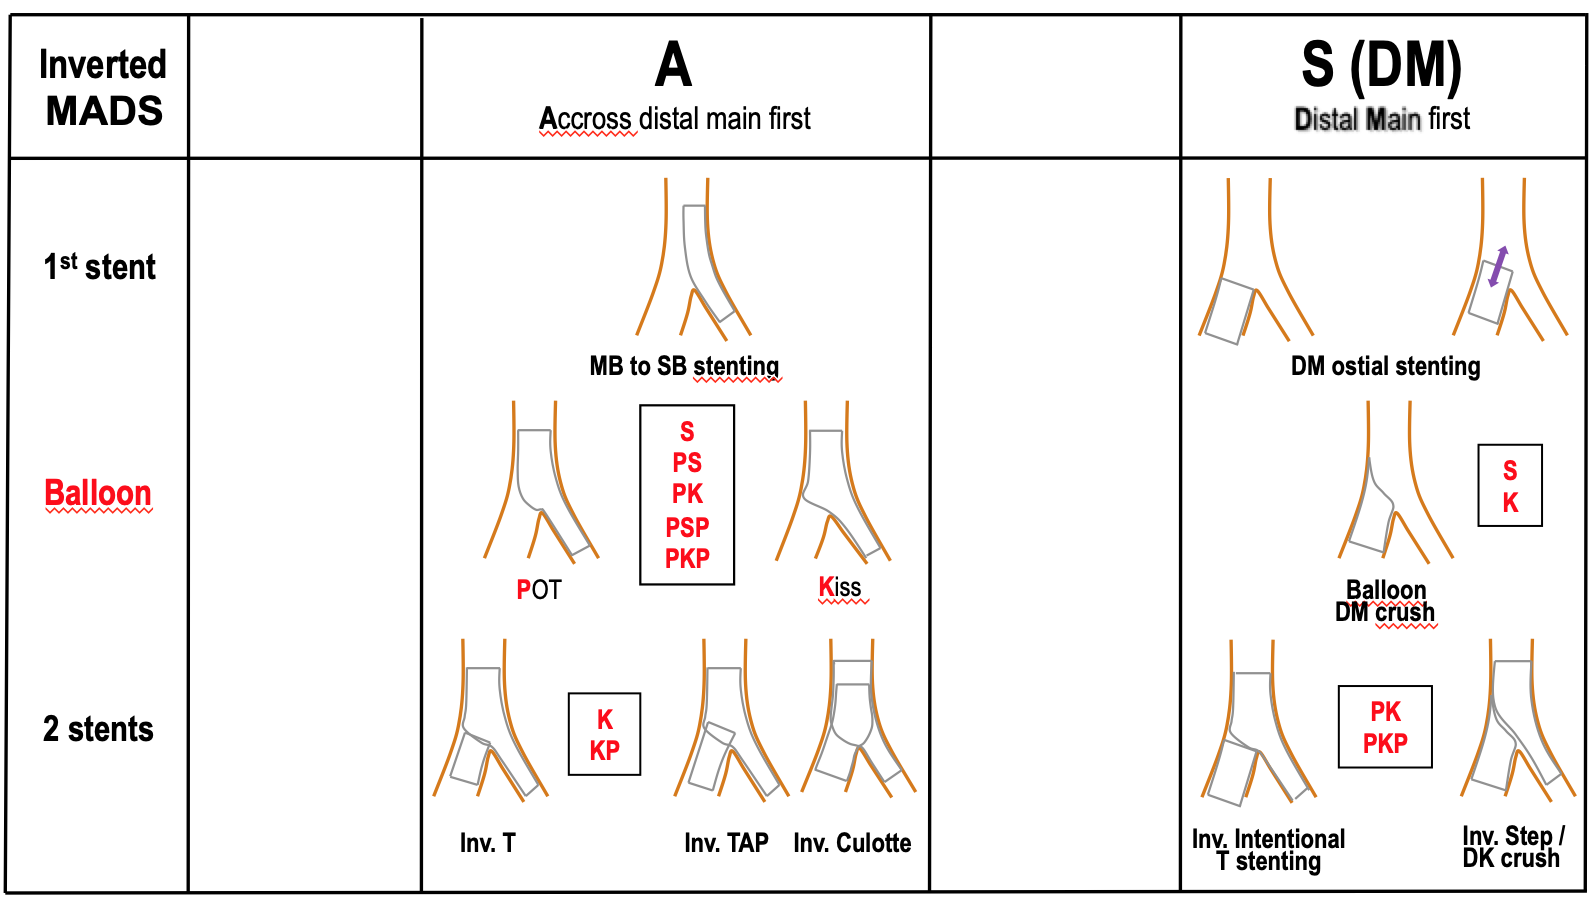 Inverted
MADS
A
Accross distal main first
S (DM)
Distal Main first
1st stent
MB to SB stenting
DM ostial stenting
Balloon
POT
S
PS
PK
PSP
PKP
Kiss
Balloon
DM crush
S
K
2 stents
Inv. T
K
KP
Inv. TAP
Inv. Culotte
Inv. Intentional
T stenting
PK
PKP
Inv. Step /
DK crush